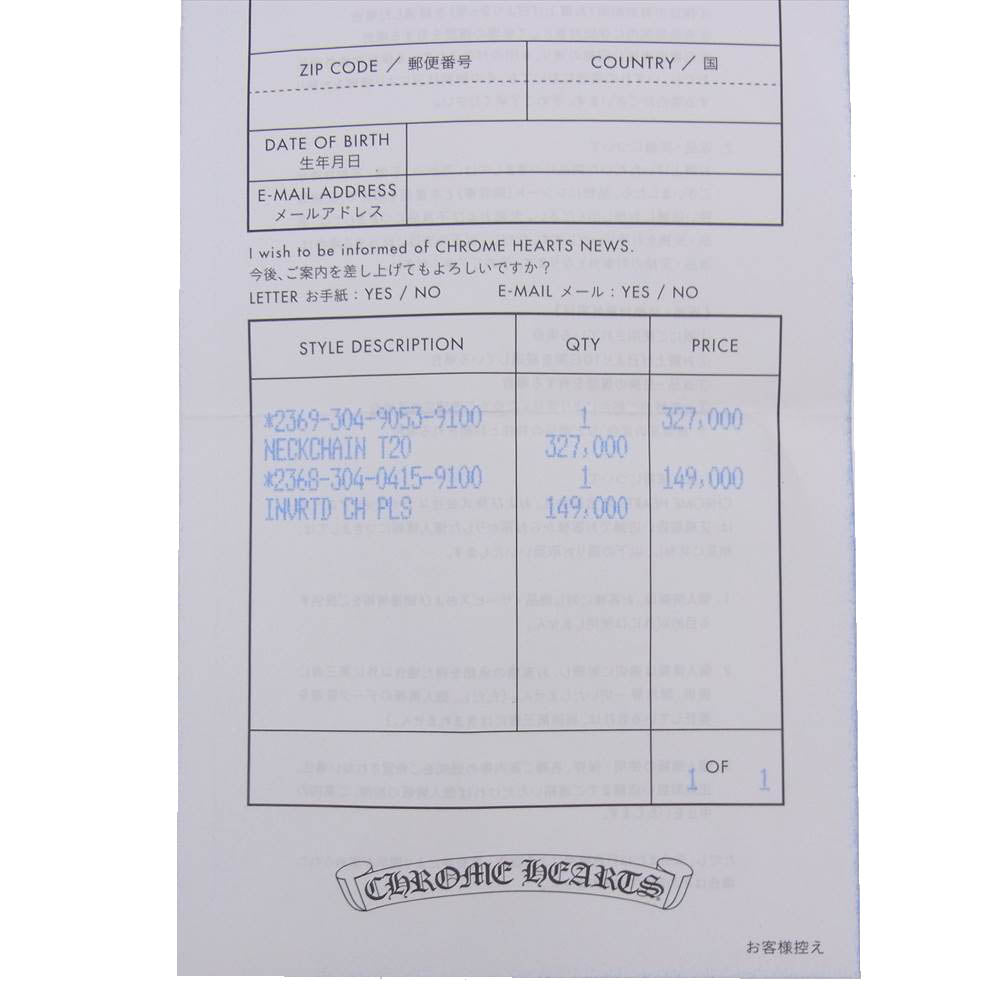 ZIP CODE / 郵便番号 COUNTRY / 国
DATE OF BIRTH
生年月日
E-MAIL ADDRESS
メールアドレス
I wish to be informed of CHROME HEARTS NEWS.
今後、ご案内を差し上げてもよろしいですか？
LETTER お手紙 : YES / NO E-MAIL メール : YES / NO
STYLE DESCRIPTION QTY PRICE
*2369-304-9053-9100 1 327,000
NECKCHAIN T20 327,000
*2368-304-0415-9100 1 149,000
INVRTD CH PLS 149,000
1 OF 1
CHROME HEARTS
お客様控え